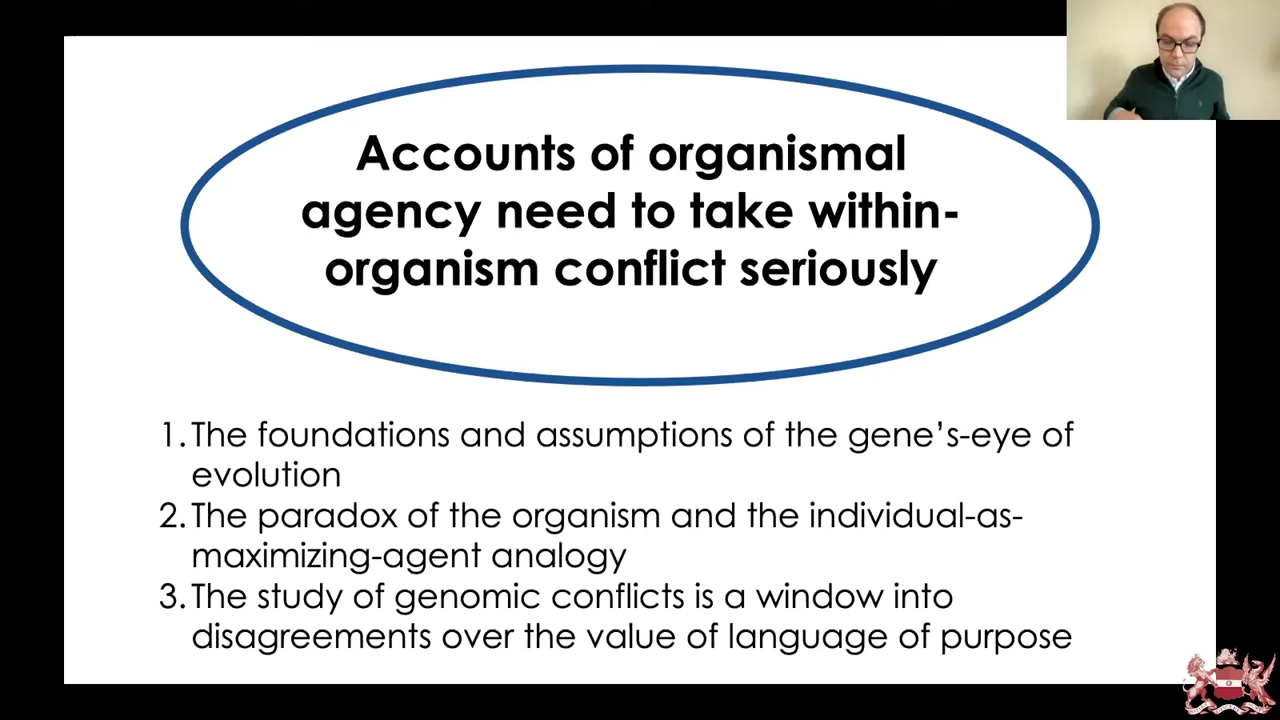 Accounts of organismal
agency need to take within-
organism conflict seriously
1. The foundations and assumptions of the gene's-eye of
evolution
2. The paradox of the organism and the individual-as-
maximizing-agent analogy
3. The study of genomic conflicts is a window into
disagreements over the value of language of purpose